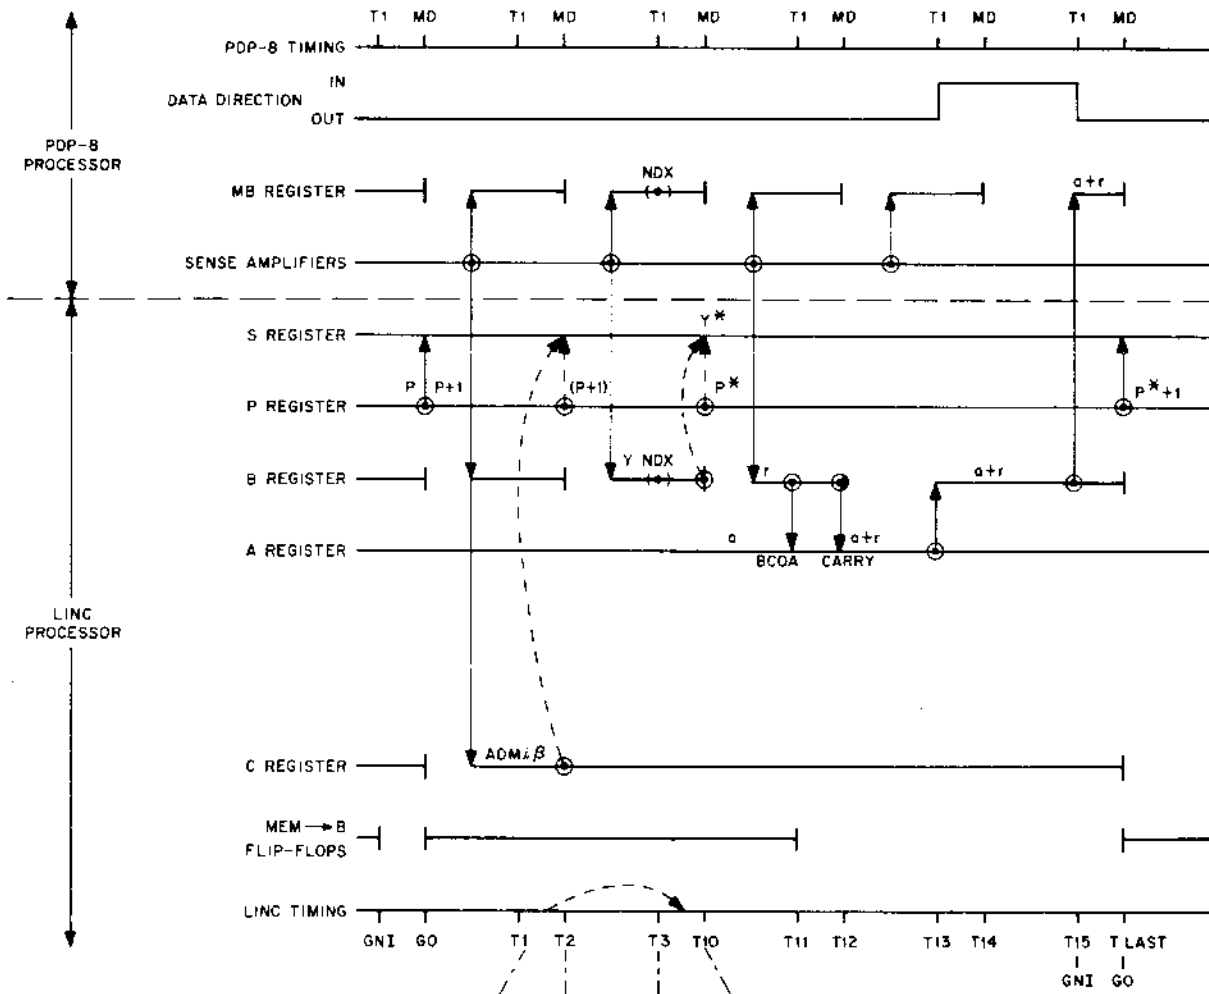 T1 MD T1 MD T1 MD T1 MD T1 MD T1 MD
PDP-8 TIMING
IN
DATA DIRECTION
OUT
PDP-8
PROCESSOR
NDX
a+r
MB REGISTER
( )
SENSE AMPLIFIERS
Y*
S REGISTER
P P+1 (P+1) P* P*+1
P REGISTER
Y NDX r a+r
B REGISTER
( )
a a+r
A REGISTER
BCOA CARRY
LINC
PROCESSOR
ADM i β
C REGISTER
MEM → B
FLIP-FLOPS
LINC TIMING
GNI GO T1 T2 T3 T10 T11 T12 T13 T14 T15 T LAST
GNI GO